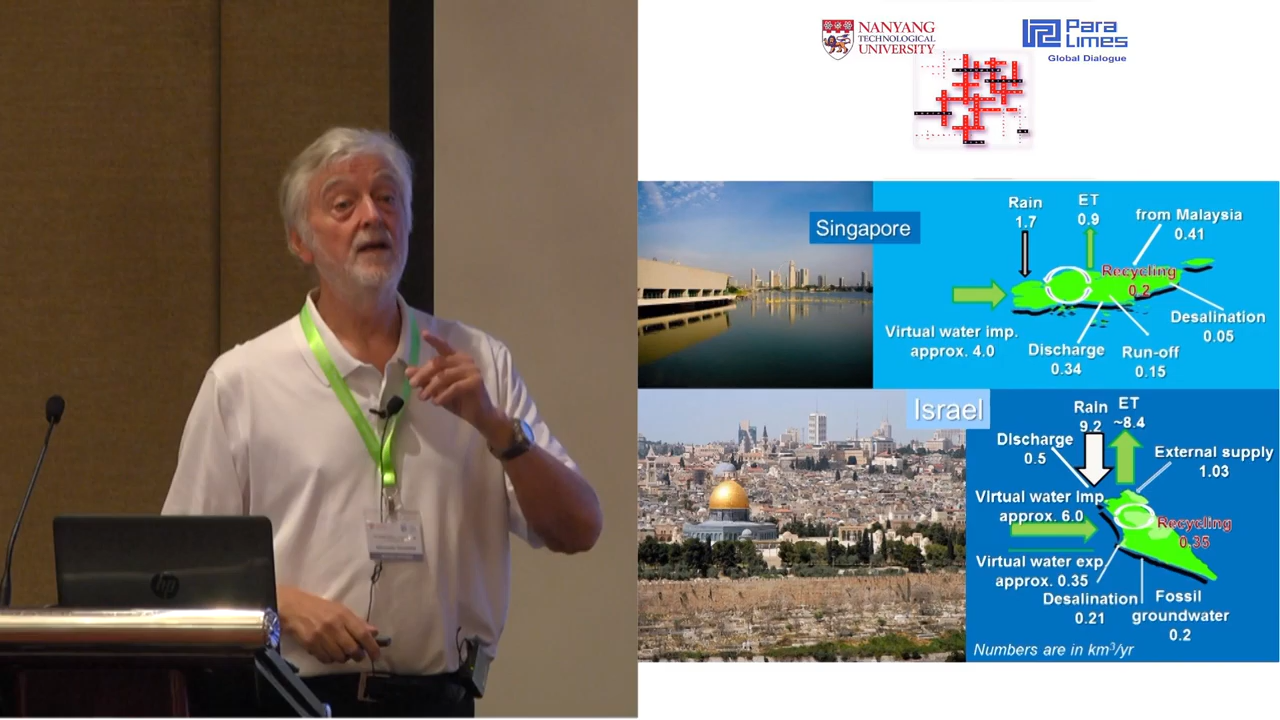 NANYANG
TECHNOLOGICAL
UNIVERSITY
Para
Limes
Global Dialogue
Singapore
Rain
1.7
ET
0.9
from Malaysia
0.41
Recycling
0.2
Virtual water imp.
approx. 4.0
Discharge
0.34
Run-off
0.15
Desalination
0.05
Israel
Rain
9.2
ET
~8.4
Discharge
0.5
External supply
1.03
Virtual water imp.
approx. 6.0
Recycling
0.35
Virtual water exp
approx. 0.35
Desalination
0.21
Fossil
groundwater
0.2
Numbers are in km³/yr
hp